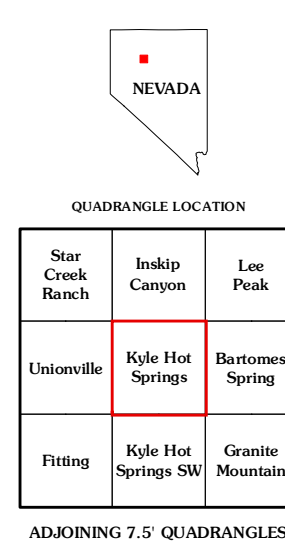 NEVADA
QUADRANGLE LOCATION
Star
Creek
Ranch
Inskip
Canyon
Lee
Peak
Unionville
Kyle Hot
Springs
Bartomes
Spring
Fitting
Kyle Hot
Springs SW
Granite
Mountain
ADJOINING 7.5' QUADRANGLES